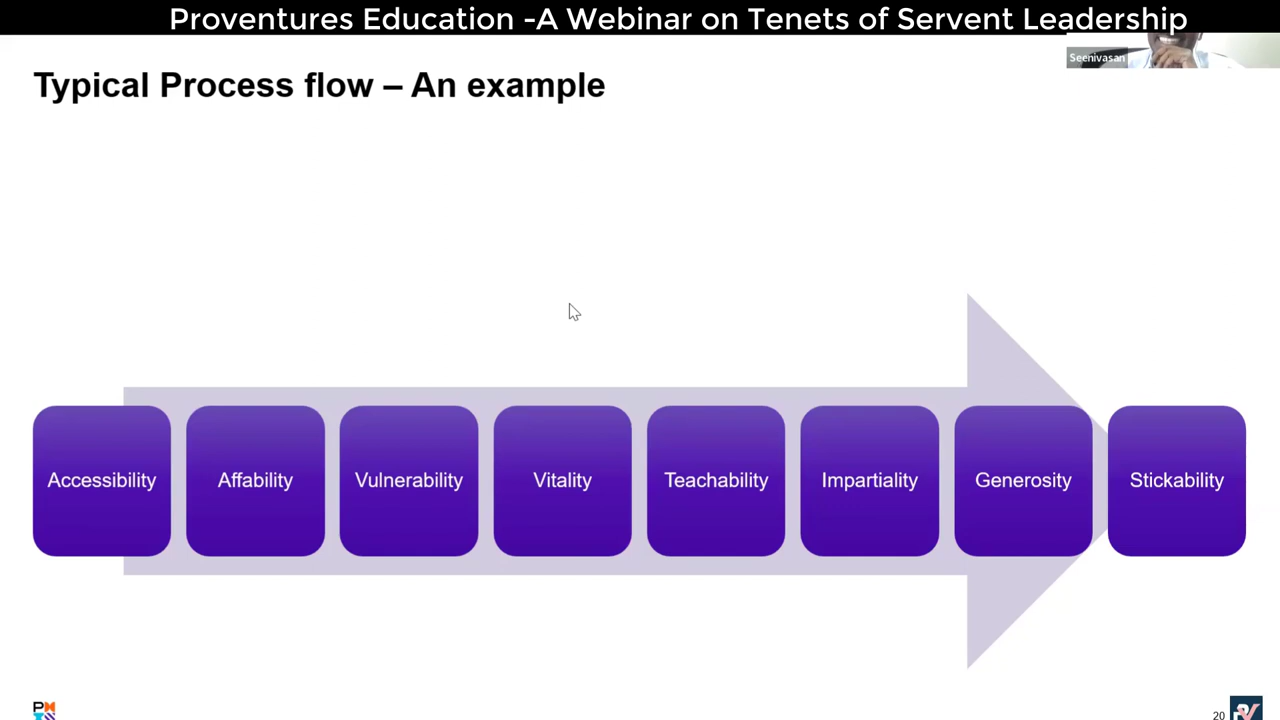 Proventures Education -A Webinar on Tenets of Servent Leadership
Seenivasan
Typical Process flow – An example
Accessibility
Affability
Vulnerability
Vitality
Teachability
Impartiality
Generosity
Stickability
20